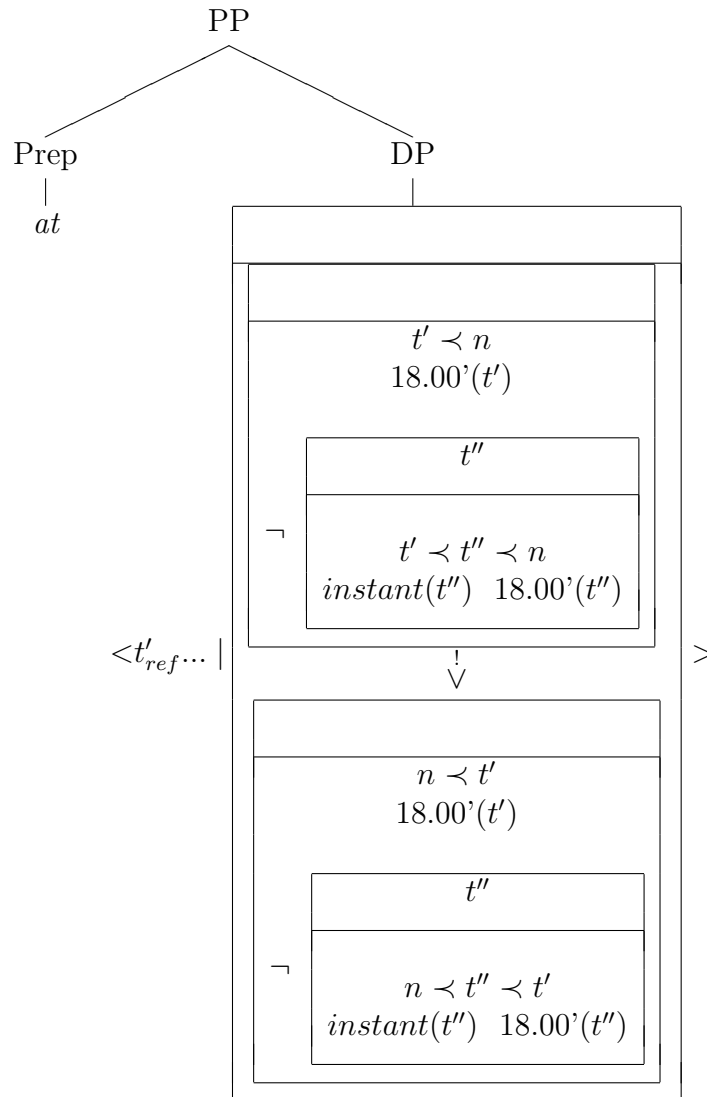 PP
Prep DP
at
t′ ≺ n
18.00’(t′)
t″
¬
t′ ≺ t″ ≺ n
instant(t″) 18.00’(t″)
<t′ref... | >
!
∨
n ≺ t′
18.00’(t′)
t″
¬
n ≺ t″ ≺ t′
instant(t″) 18.00’(t″)